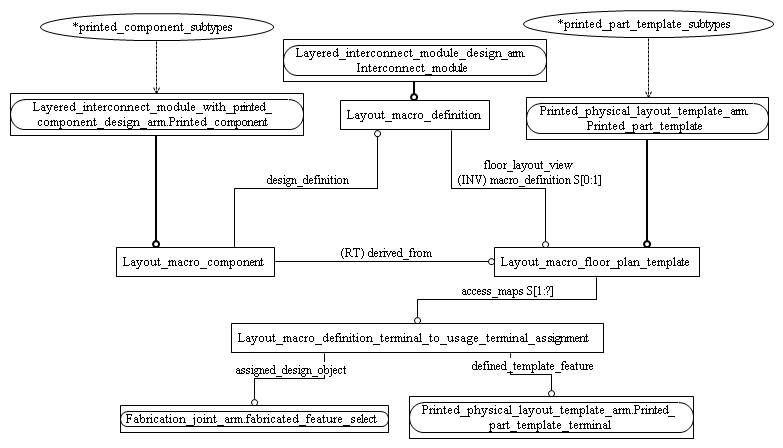 *printed_component_subtypes
*printed_part_template_subtypes
Layered_interconnect_module_design_arm.
Interconnect_module
Layered_interconnect_module_with_printed_
component_design_arm.Printed_component
Layout_macro_definition
Printed_physical_layout_template_arm.
Printed_part_template
floor_layout_view
(INV) macro_definition S[0:1]
design_definition
Layout_macro_component
(RT) derived_from
Layout_macro_floor_plan_template
access_maps S[1:?]
Layout_macro_definition_terminal_to_usage_terminal_assignment
assigned_design_object
defined_template_feature
Fabrication_joint_arm.fabricated_feature_select
Printed_physical_layout_template_arm.Printed_
part_template_terminal